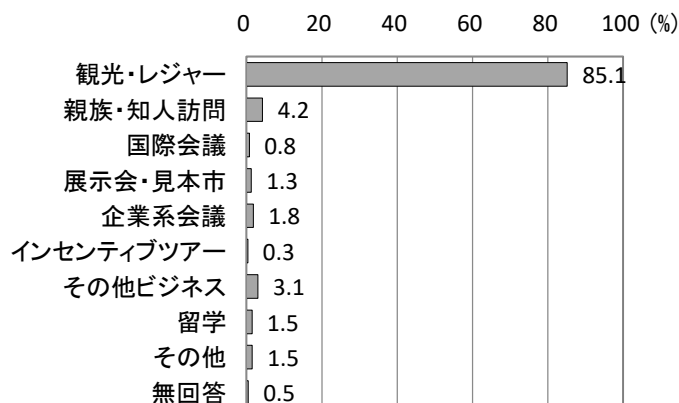 0 20 40 60 80 100 (%)
観光・レジャー 85.1
親族・知人訪問 4.2
国際会議 0.8
展示会・見本市 1.3
企業系会議 1.8
インセンティブツアー 0.3
その他ビジネス 3.1
留学 1.5
その他 1.5
無回答 0.5